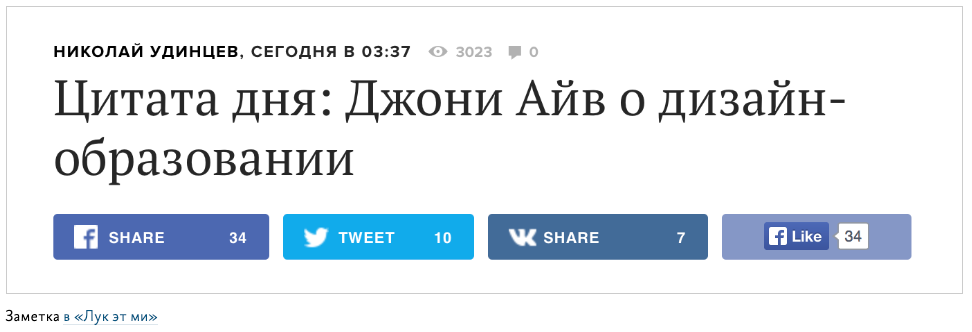 НИКОЛАЙ УДИНЦЕВ, СЕГОДНЯ В 03:37 3023 0
Цитата дня: Джони Айв о дизайн-
образовании
SHARE 34 TWEET 10 SHARE 7 Like 34
Заметка в «Лук эт ми»